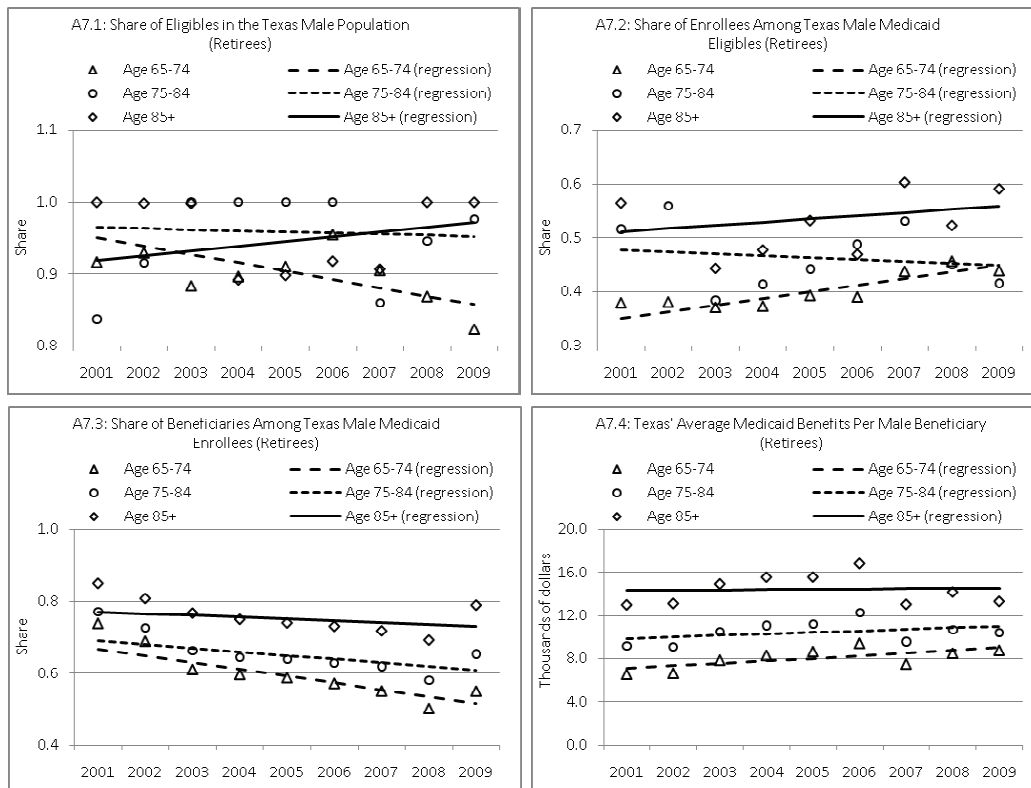 A7.1: Share of Eligibles in the Texas Male Population
(Retirees)
Age 65-74
Age 65-74 (regression)
Age 75-84
Age 75-84 (regression)
Age 85+
Age 85+ (regression)
Share
1.1
1.0
0.9
0.8
2001 2002 2003 2004 2005 2006 2007 2008 2009
A7.2: Share of Enrollees Among Texas Male Medicaid
Eligibles (Retirees)
Age 65-74
Age 65-74 (regression)
Age 75-84
Age 75-84 (regression)
Age 85+
Age 85+ (regression)
Share
0.7
0.6
0.5
0.4
0.3
2001 2002 2003 2004 2005 2006 2007 2008 2009
A7.3: Share of Beneficiaries Among Texas Male Medicaid
Enrollees (Retirees)
Age 65-74
Age 65-74 (regression)
Age 75-84
Age 75-84 (regression)
Age 85+
Age 85+ (regression)
Share
1.0
0.8
0.6
0.4
2001 2002 2003 2004 2005 2006 2007 2008 2009
A7.4: Texas' Average Medicaid Benefits Per Male Beneficiary
(Retirees)
Age 65-74
Age 65-74 (regression)
Age 75-84
Age 75-84 (regression)
Age 85+
Age 85+ (regression)
Thousands of dollars
20.0
16.0
12.0
8.0
4.0
0.0
2001 2002 2003 2004 2005 2006 2007 2008 2009